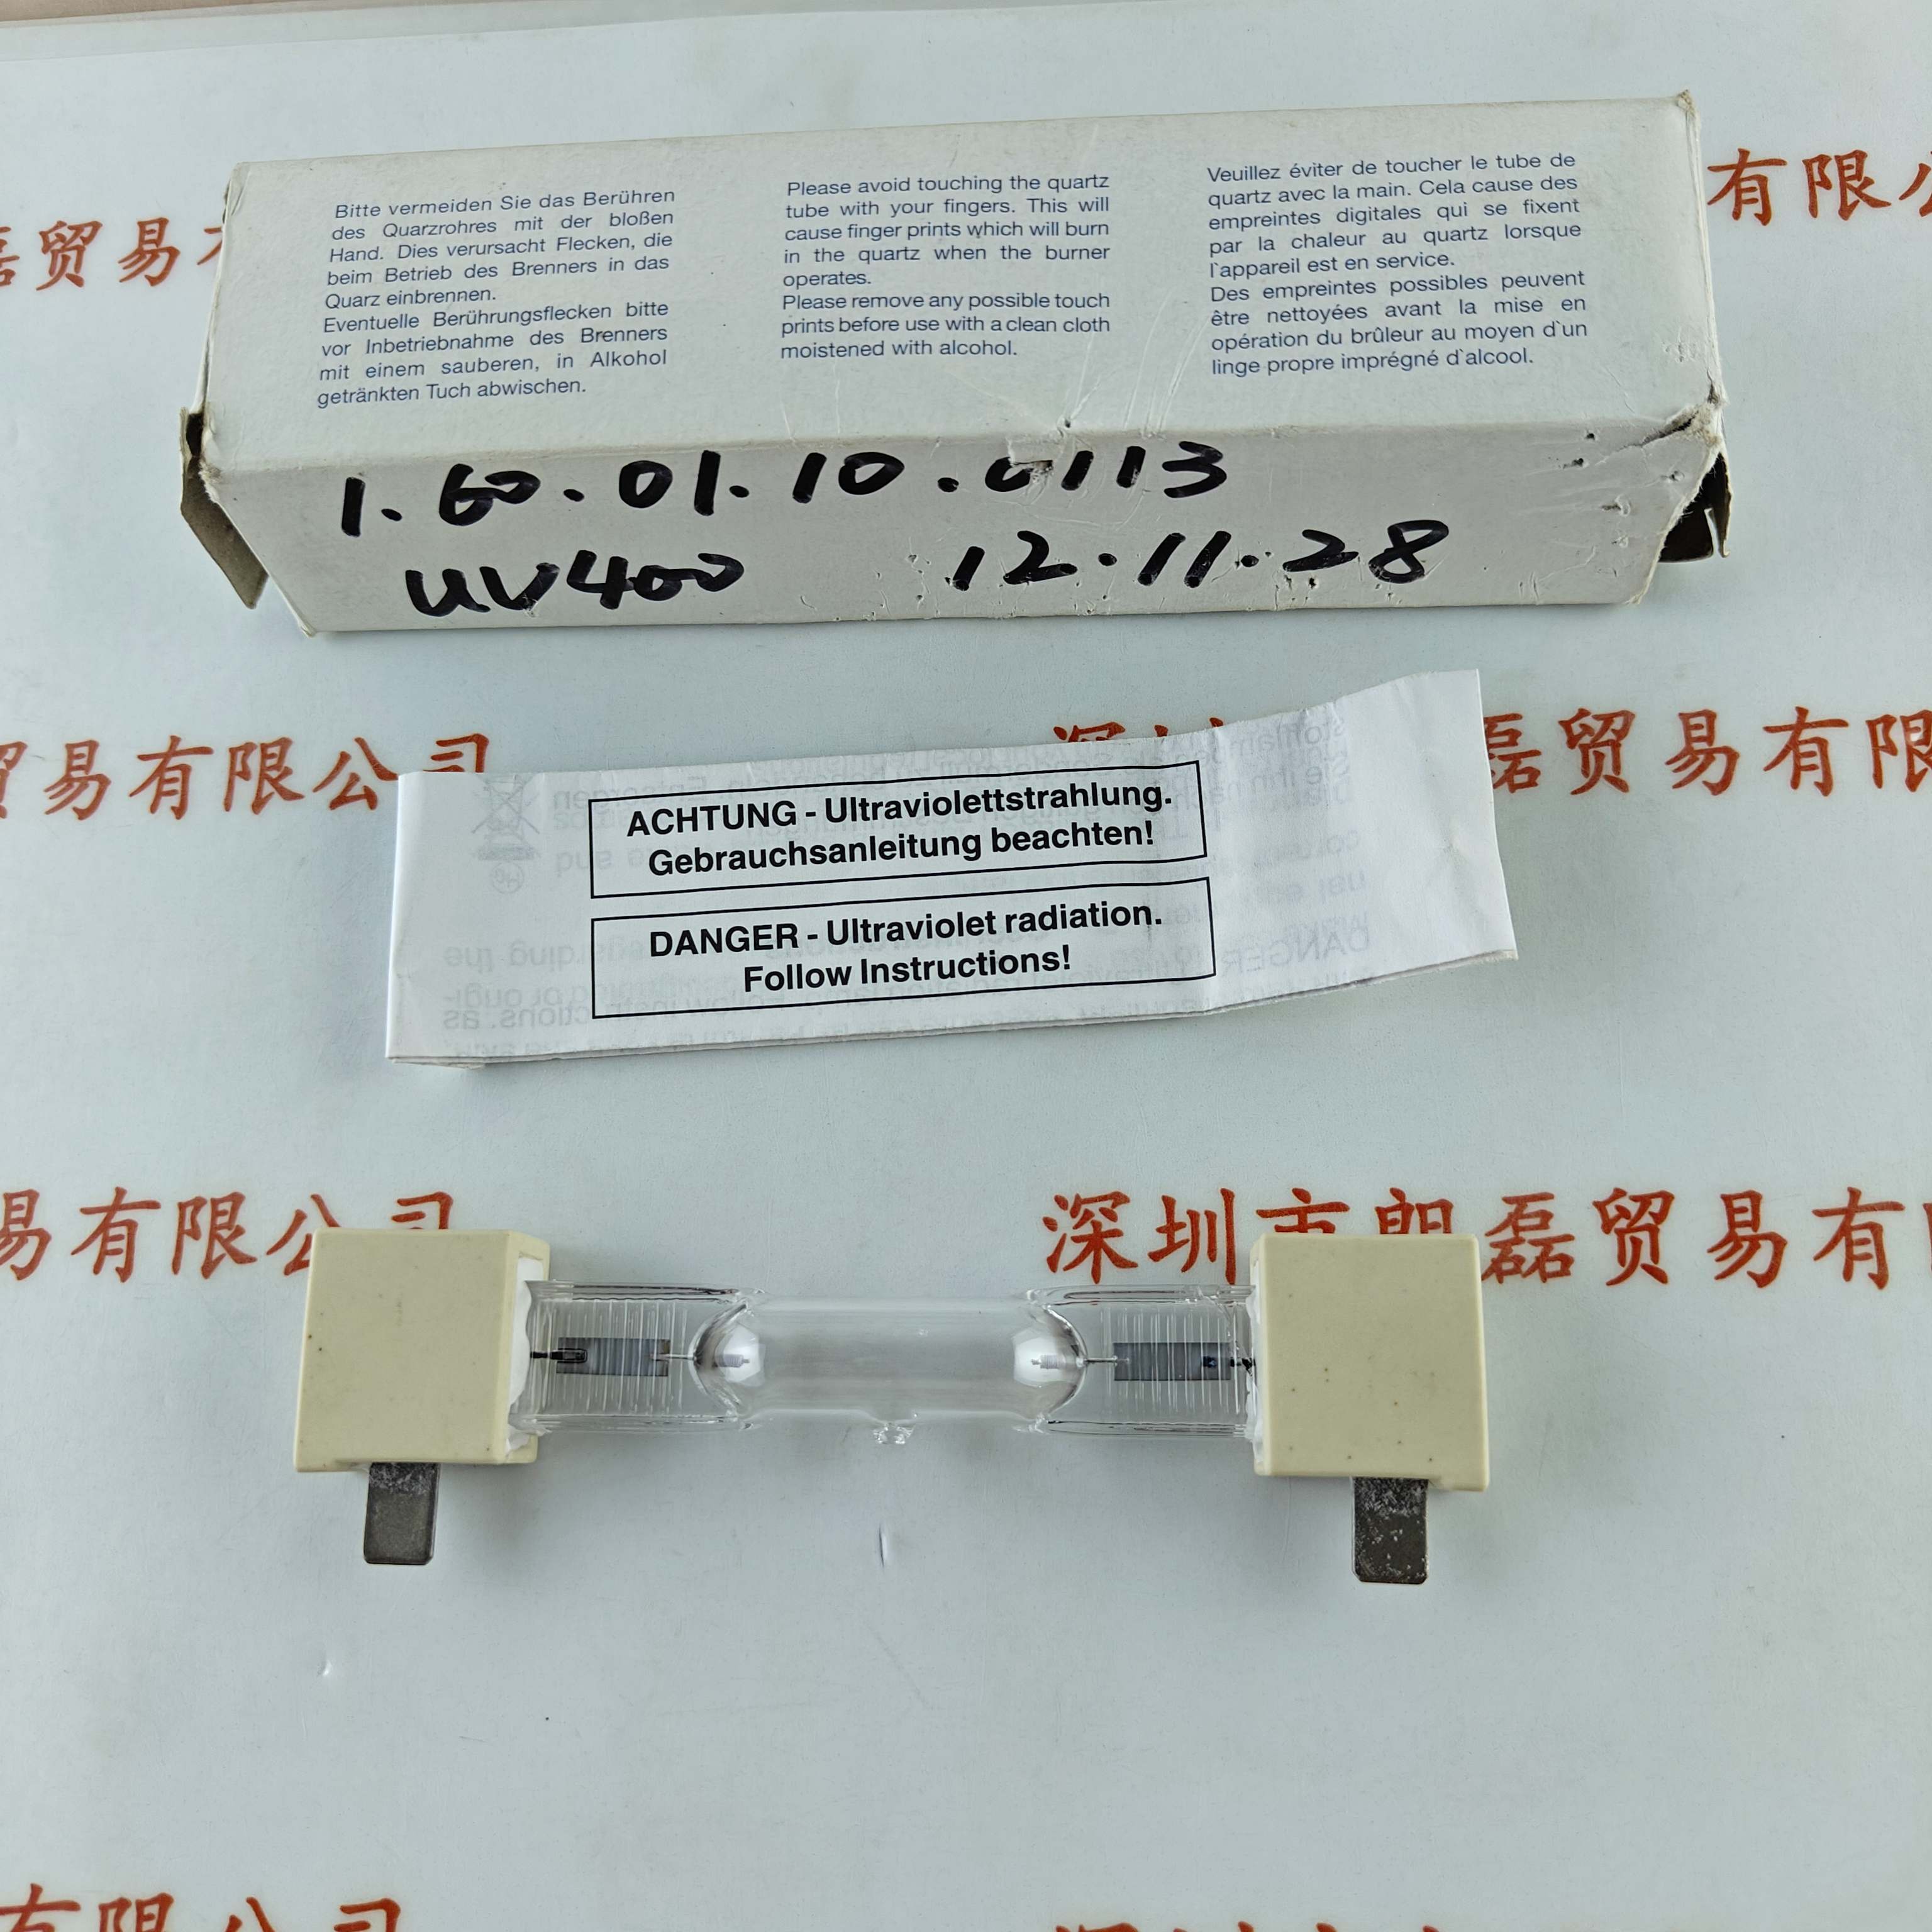 Bitte vermeiden Sie das Berühren
des Quarzrohres mit der bloßen
Hand. Dies verursacht Flecken, die
beim Betrieb des Brenners in das
Quarz einbrennen.
Eventuelle Berührungsflecken bitte
vor Inbetriebnahme des Brenners
mit einem sauberen, in Alkohol
getränkten Tuch abwischen.
Please avoid touching the quartz
tube with your fingers. This will
cause finger prints which will burn
in the quartz when the burner
operates.
Please remove any possible touch
prints before use with a clean cloth
moistened with alcohol.
Veuillez éviter de toucher le tube de
quartz avec la main. Cela cause des
empreintes digitales qui se fixent
par la chaleur au quartz lorsque
l`appareil est en service.
Des empreintes possibles peuvent
être nettoyées avant la mise en
opération du brûleur au moyen d`un
linge propre imprégné d`alcool.
有限
贸易
1.60.01.10.0113
UV400 12.11.28
贸易有限公司
深 磊贸易有限
ACHTUNG - Ultraviolettstrahlung.
Gebrauchsanleitung beachten!
DANGER - Ultraviolet radiation.
Follow Instructions!
易有限公司
深圳市朗磊贸易有
有限公司